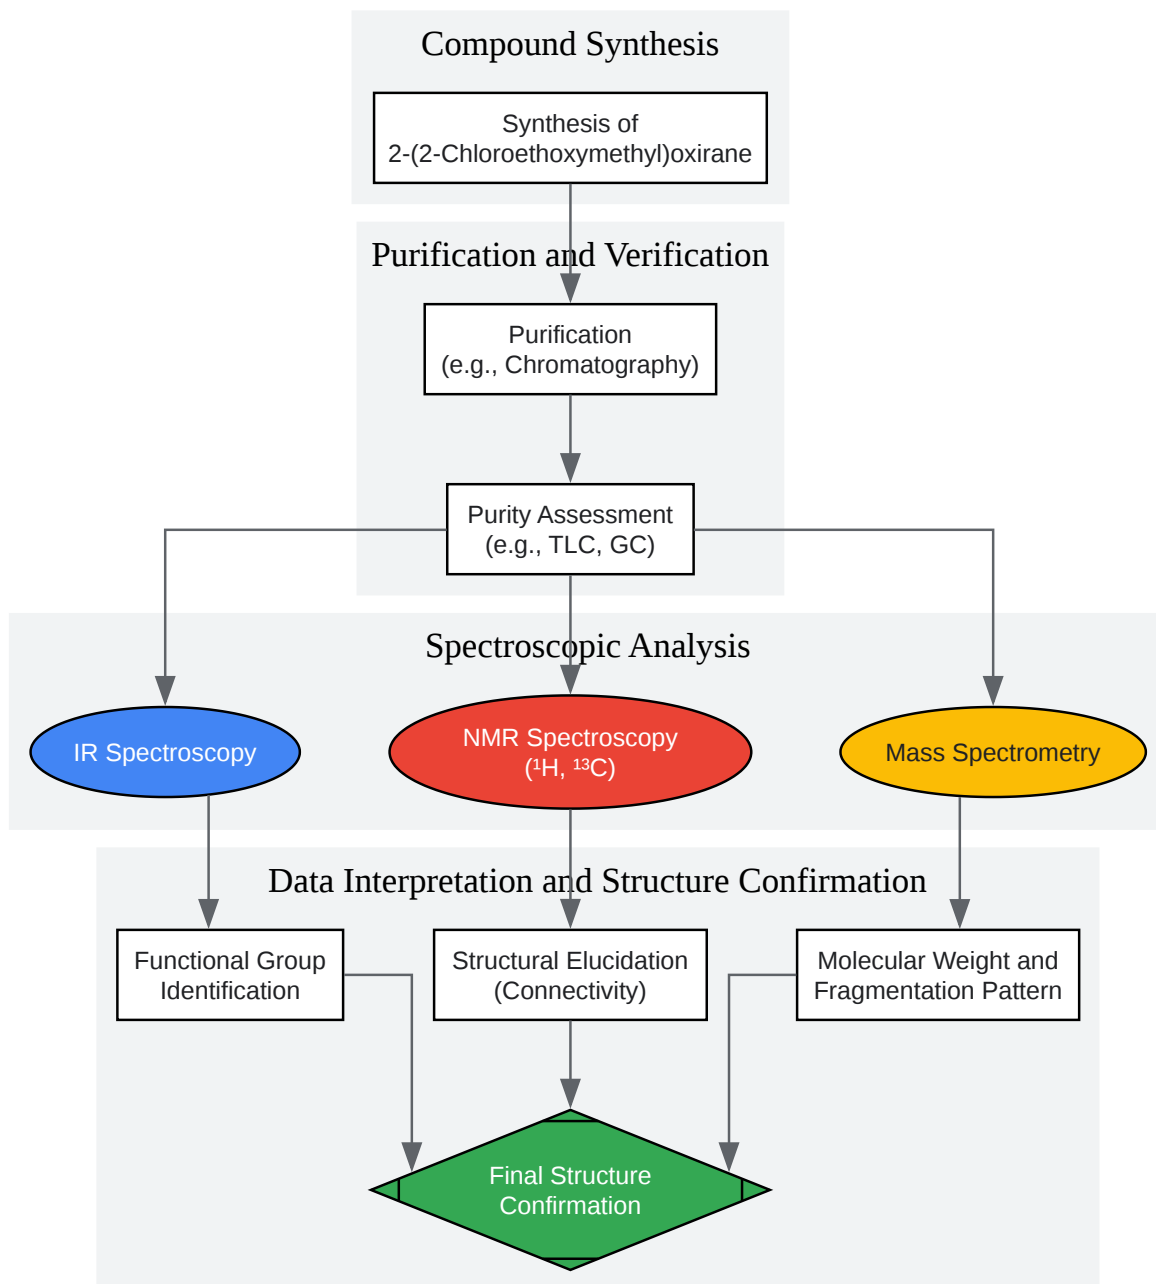 Compound Synthesis
Synthesis of
2-(2-Chloroethoxymethyl)oxirane
Purification and Verification
Purification
(e.g., Chromatography)
Purity Assessment
(e.g., TLC, GC)
Spectroscopic Analysis
IR Spectroscopy
NMR Spectroscopy
(¹H, ¹³C)
Mass Spectrometry
Data Interpretation and Structure Confirmation
Functional Group
Identification
Structural Elucidation
(Connectivity)
Molecular Weight and
Fragmentation Pattern
Final Structure
Confirmation